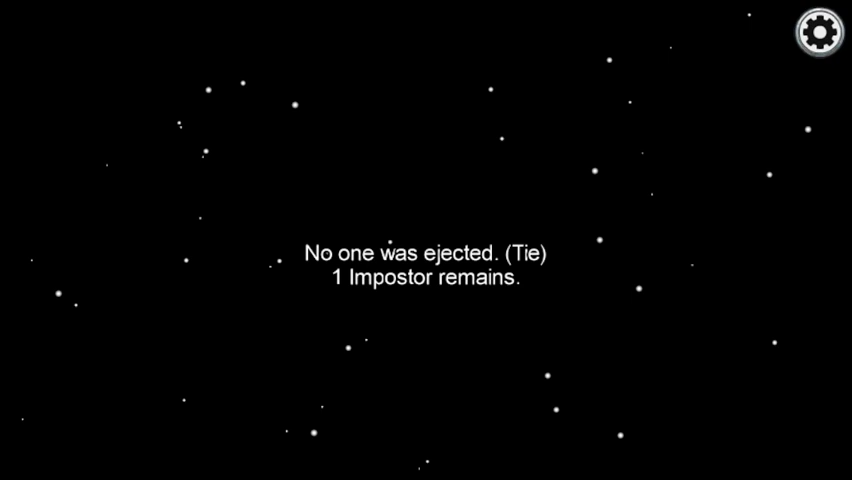 No one was ejected. (Tie)
1 Impostor remains.